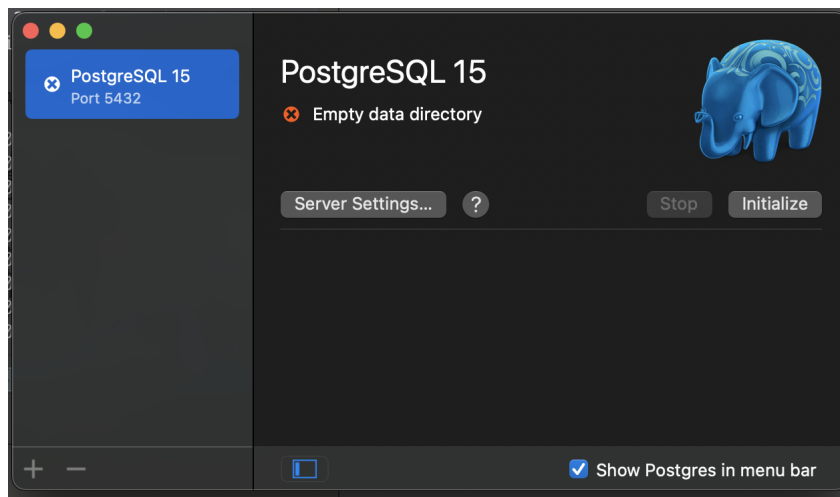 PostgreSQL 15
Port 5432
PostgreSQL 15
Empty data directory
Server Settings...
?
Stop
Initialize
Show Postgres in menu bar